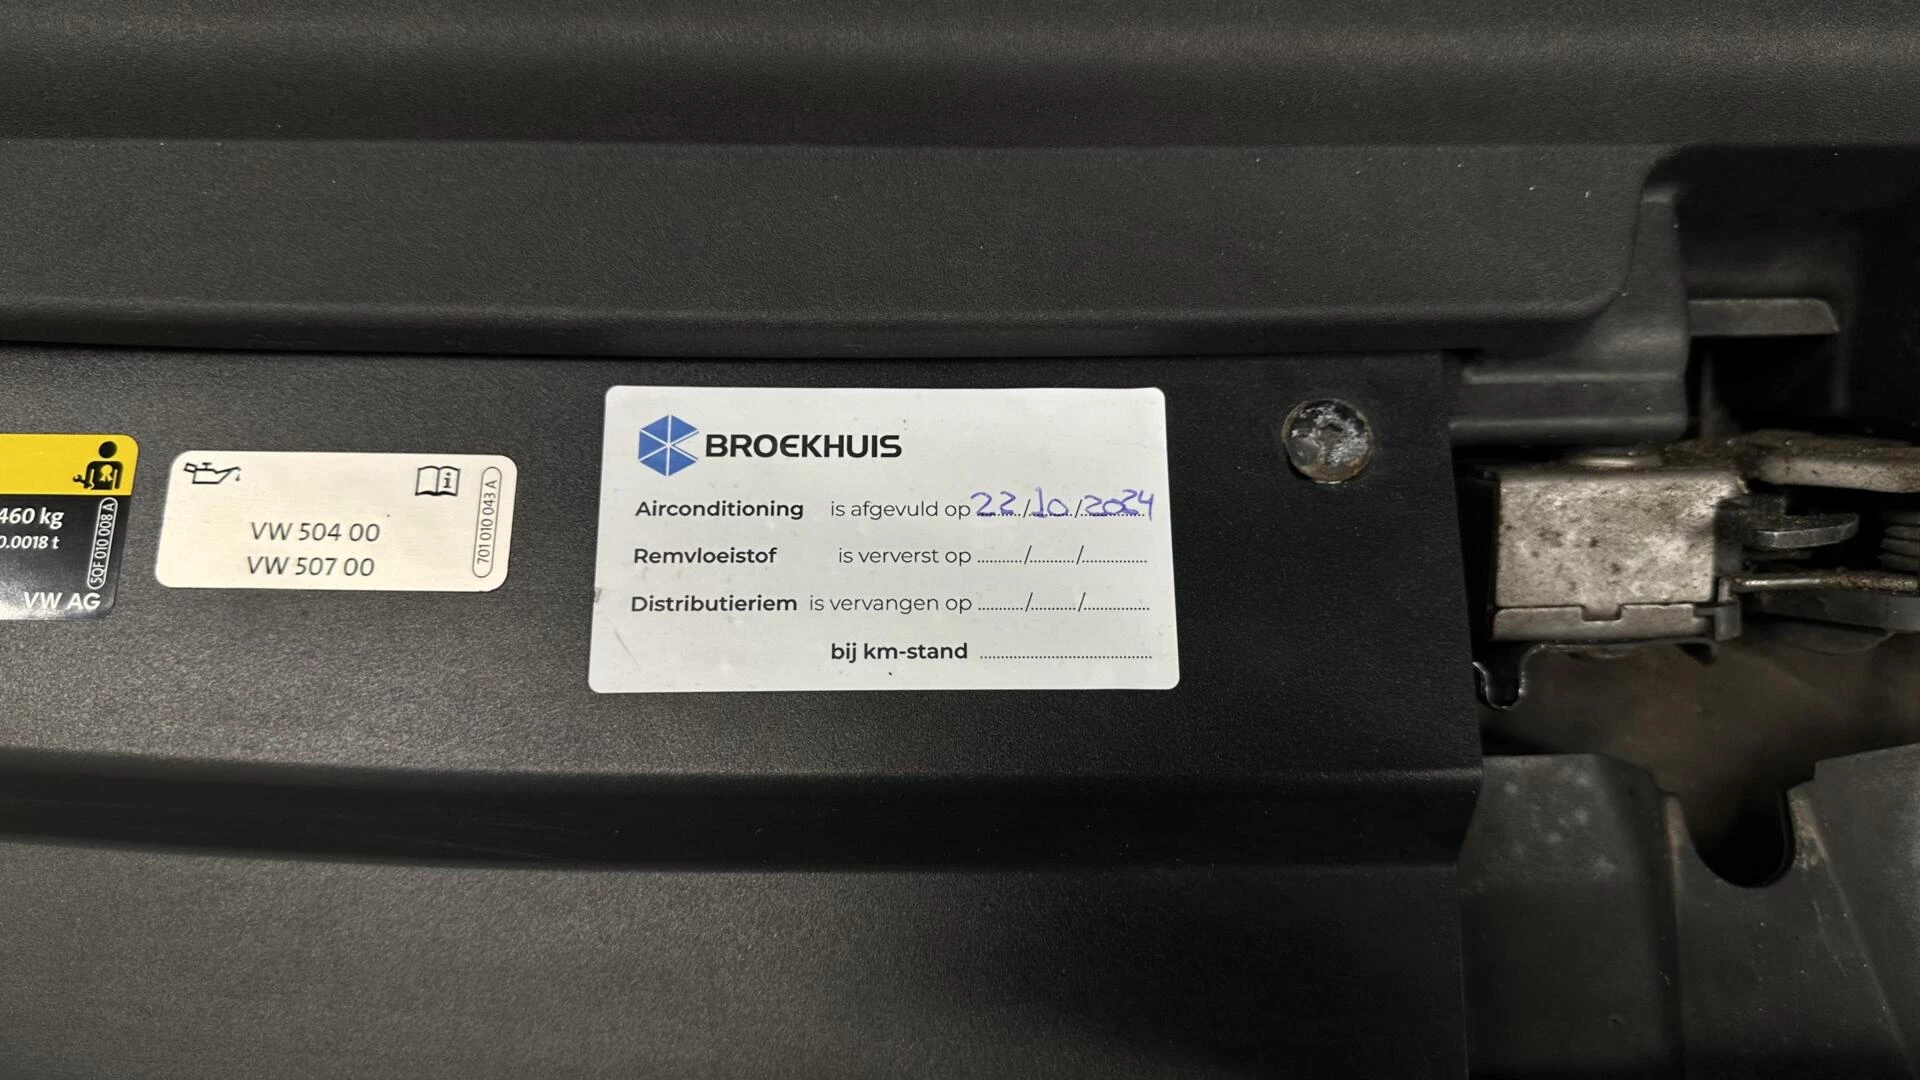 460 kg
0.0018 t
5QF 010 008 A
VW AG
VW 504 00
VW 507 00
701 010 043 A
BROEKHUIS
Airconditioning is afgevuld op 22/10/2024
Remvloeistof is ververst op ........../........../...............
Distributieriem is vervangen op ........../........../...............
bij km-stand ........................................